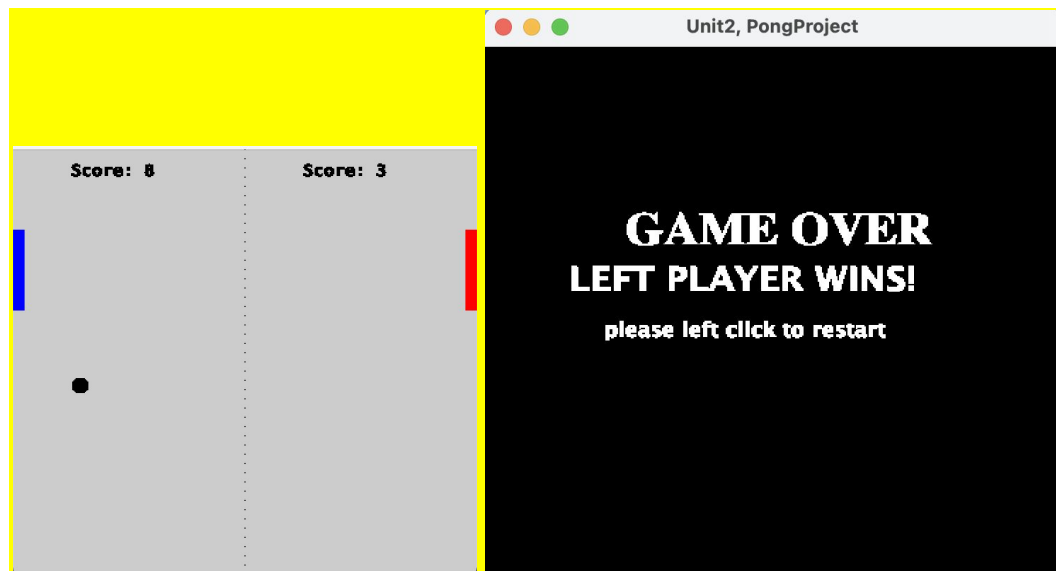 Score: 8
Score: 3
Unit2, PongProject
GAME OVER
LEFT PLAYER WINS!
please left click to restart